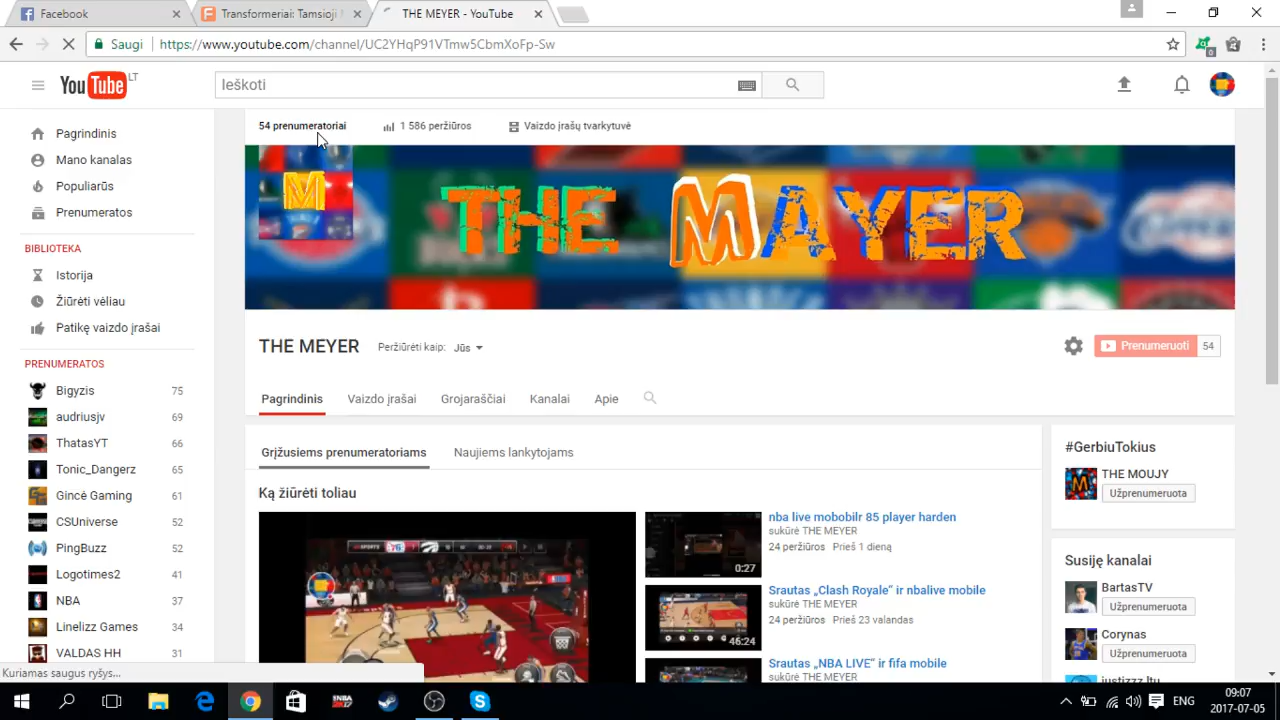 Facebook
Transformeriai: Tamsioji
THE MEYER - YouTube
Saugi
https://www.youtube.com/channel/UC2YHqP91VTmw5CbmXoFp-Sw
YouTube LT
Ieškoti
54 prenumeratoriai
1 586 peržiūros
Vaizdo įrašų tvarkytuvė
Pagrindinis
Mano kanalas
Populiarūs
Prenumeratos
BIBLIOTEKA
Istorija
Žiūrėti vėliau
Patikę vaizdo įrašai
PRENUMERATOS
Bigyzis 75
audriusjv 69
ThatasYT 66
Tonic_Dangerz 65
Gincė Gaming 61
CSUniverse 52
PingBuzz 52
Logotimes2 41
NBA 37
Linelizz Games 34
VALDAS HH 31
M
THE MAYER
THE MEYER
Peržiūrėti kaip: Jūs
Prenumeruoti 54
Pagrindinis
Vaizdo įrašai
Grojaraščiai
Kanalai
Apie
Grįžusiems prenumeratoriams
Naujiems lankytojams
Ką žiūrėti toliau
nba live mobobilr 85 player harden
sukūrė THE MEYER
24 peržiūros Prieš 1 dieną
0:27
Srautas „Clash Royale" ir nbalive mobile
sukūrė THE MEYER
24 peržiūros Prieš 23 valandas
46:24
Srautas „NBA LIVE" ir fifa mobile
sukūrė THE MEYER
#GerbiuTokius
THE MOUJY
Užprenumeruota
Susiję kanalai
BartasTV
Užprenumeruota
Corynas
Užprenumeruota
justizzz ltu
Kuriamas saugus ryšys...
ENG
09:07
2017-07-05